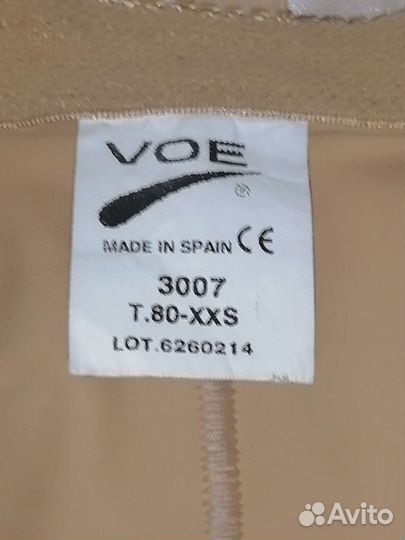 VOE
®
MADE IN SPAIN CE
3007
T.80-XXS
LOT.6260214
Avito